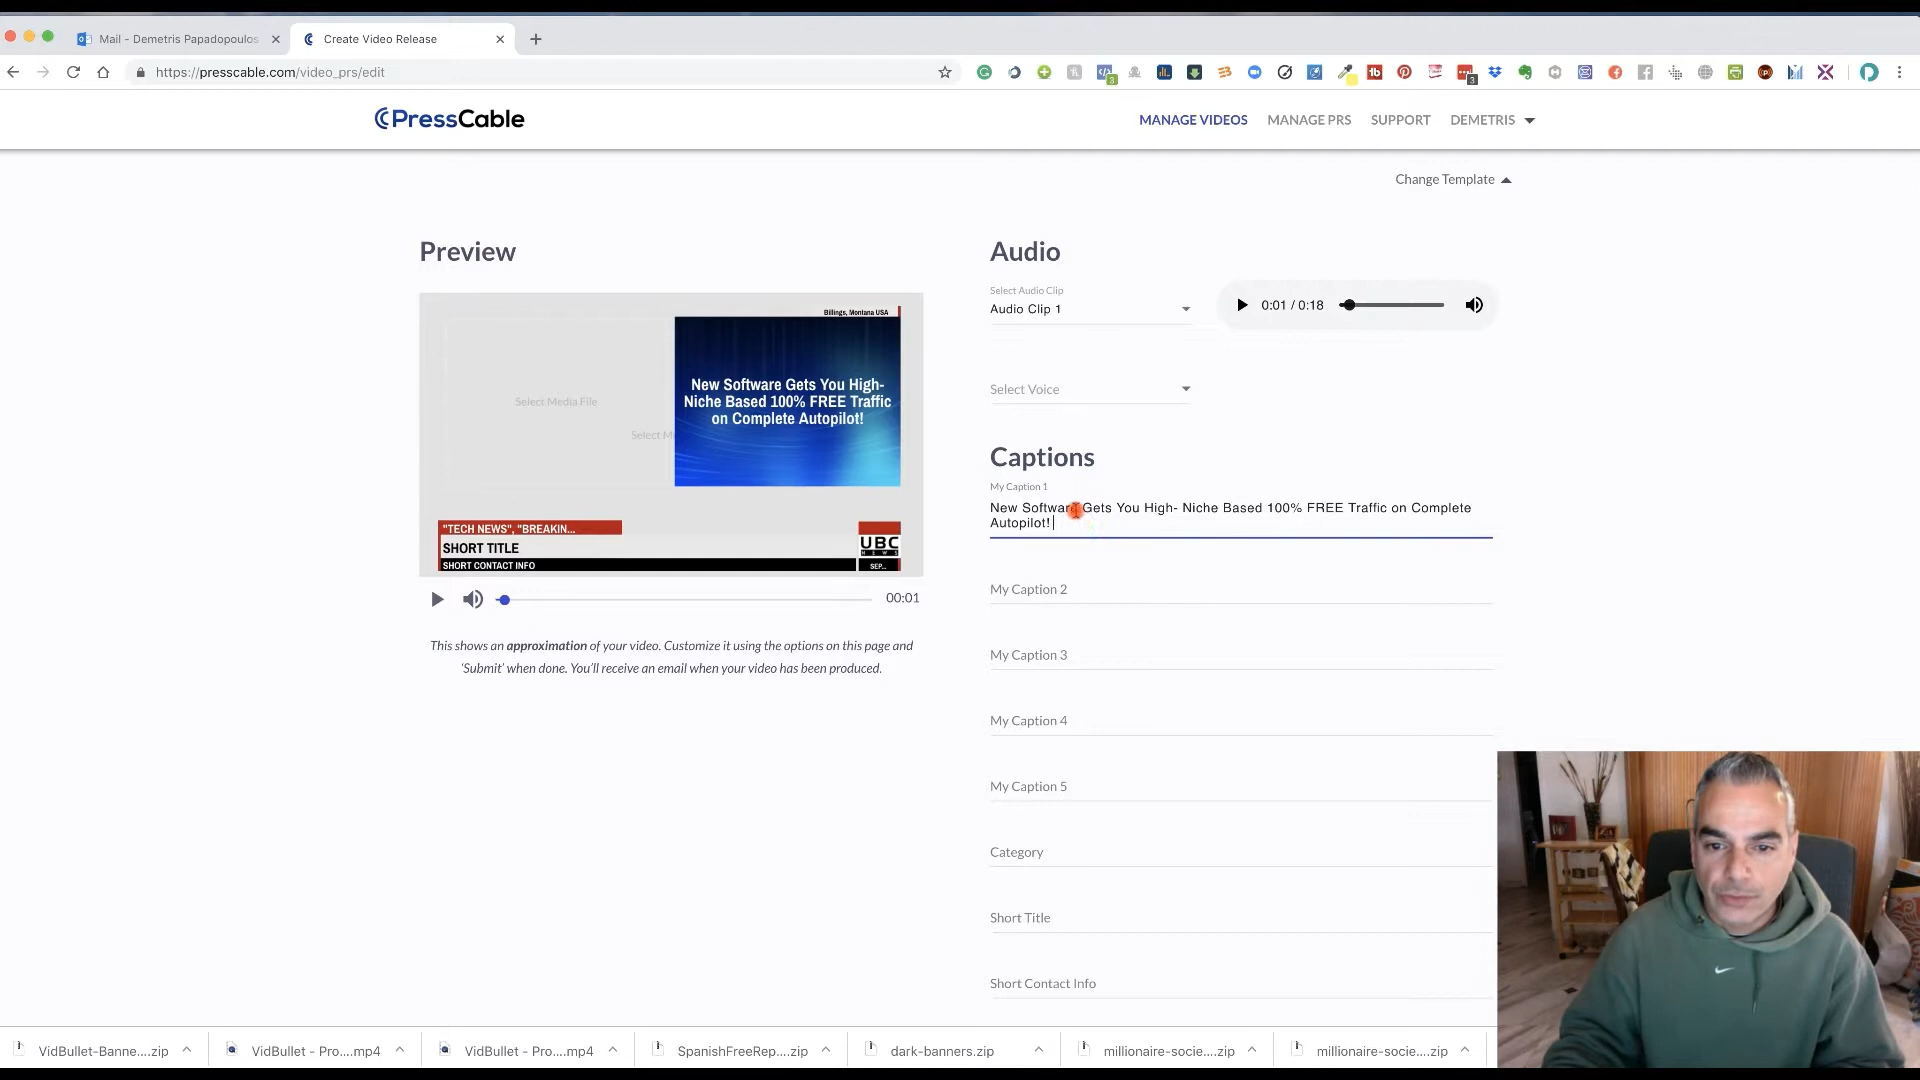 Mail - Demetris Papadopoulos
Create Video Release
https://presscable.com/video_prs/edit
PressCable
MANAGE VIDEOS
MANAGE PRS
SUPPORT
DEMETRIS
Change Template
Preview
Billings, Montana USA
Select Media File
Select M
New Software Gets You High-
Niche Based 100% FREE Traffic
on Complete Autopilot!
"TECH NEWS", "BREAKIN...
SHORT TITLE
SHORT CONTACT INFO
UBC
NEWS
SEP...
00:01
This shows an approximation of your video. Customize it using the options on this page and
'Submit' when done. You'll receive an email when your video has been produced.
Audio
Select Audio Clip
Audio Clip 1
0:01 / 0:18
Select Voice
Captions
My Caption 1
New Software Gets You High- Niche Based 100% FREE Traffic on Complete
Autopilot!
My Caption 2
My Caption 3
My Caption 4
My Caption 5
Category
Short Title
Short Contact Info
VidBullet-Banne....zip
VidBullet - Pro....mp4
VidBullet - Pro....mp4
SpanishFreeRep....zip
dark-banners.zip
millionaire-socie....zip
millionaire-socie....zip